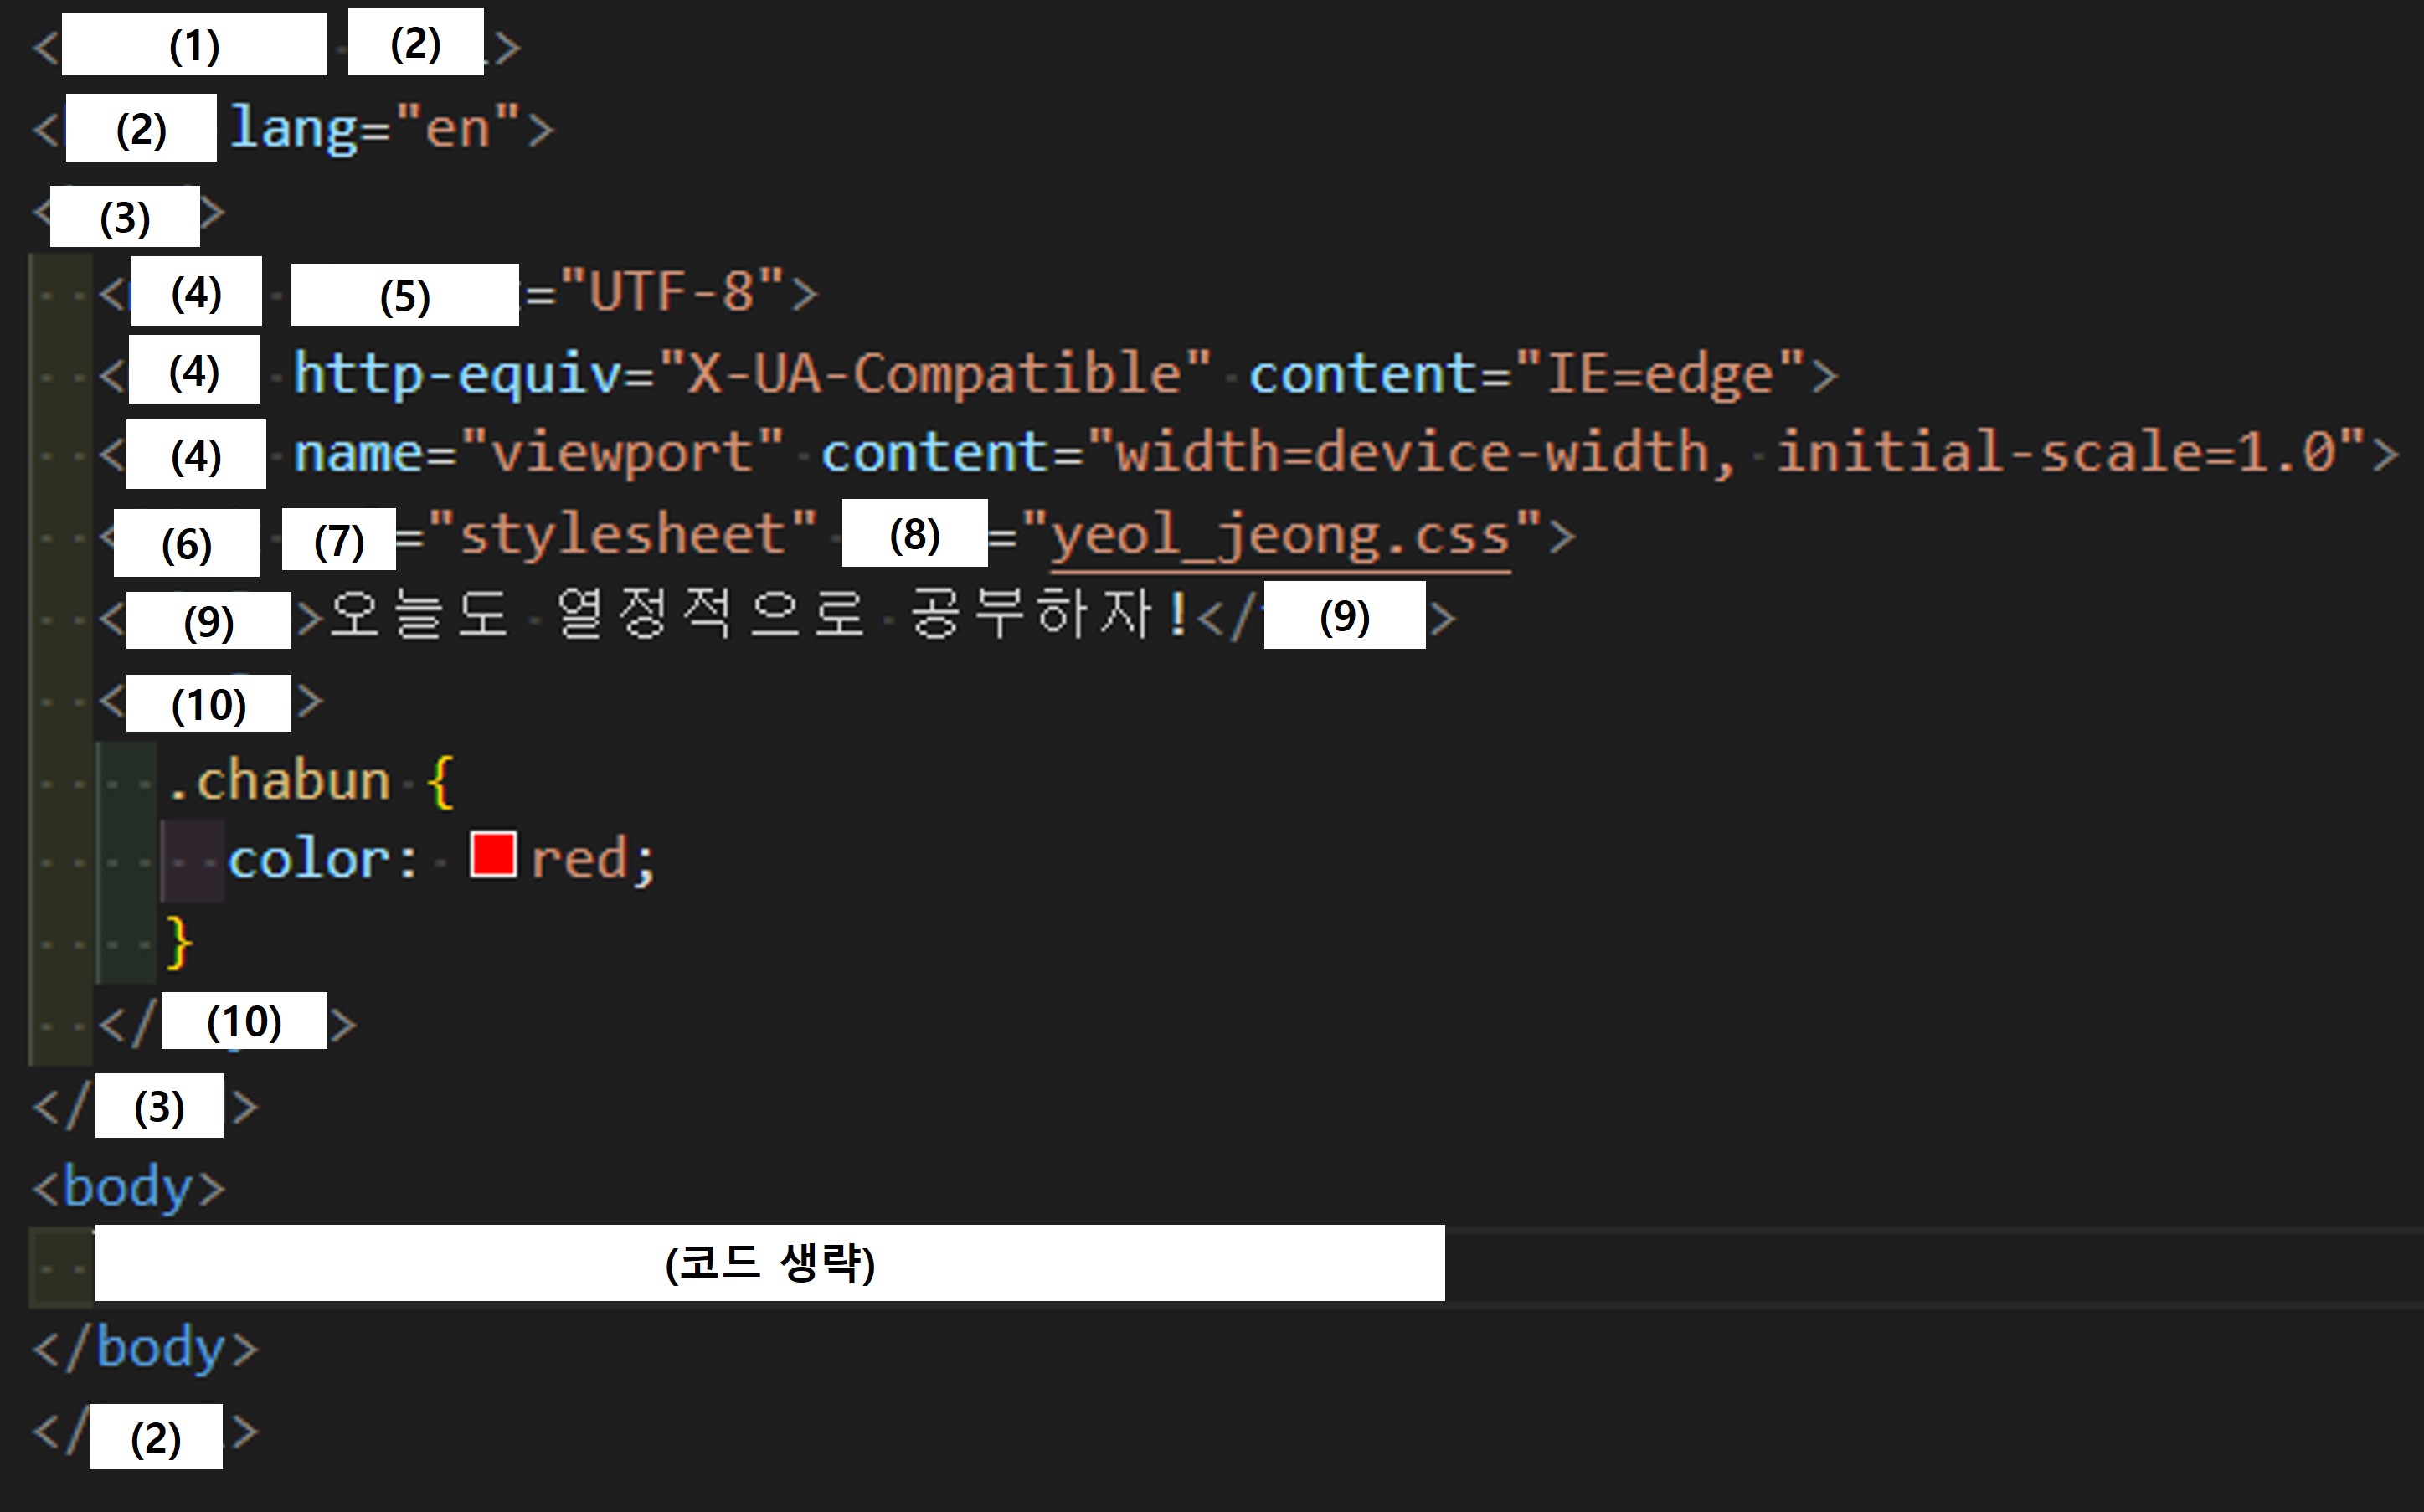 <(1) (2)>
<(2) lang="en">
<(3)>
<(4) (5)="UTF-8">
<(4) http-equiv="X-UA-Compatible" content="IE=edge">
<(4) name="viewport" content="width=device-width, initial-scale=1.0">
<(6) (7)="stylesheet" (8)="yeol_jeong.css">
<(9)>오늘도 열정적으로 공부하자!</(9)>
<(10)>
.chabun {
color: red;
}
</(10)>
</(3)>
<body>
(코드 생략)
</body>
</(2)>